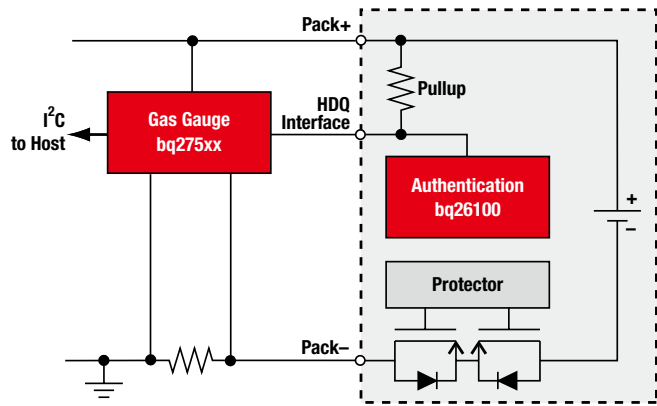 Pack+
HDQ
Interface
Pullup
I²C
to Host
Gas Gauge
bq275xx
Authentication
bq26100
+
–
Protector
Pack–